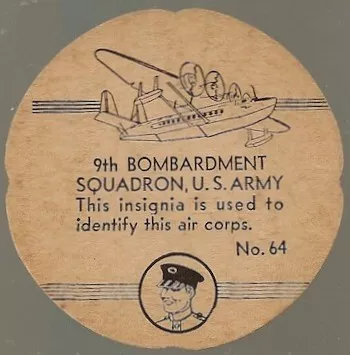 9th BOMBARDMENT
SQUADRON, U.S. ARMY
This insignia is used to
identify this air corps.
No. 64